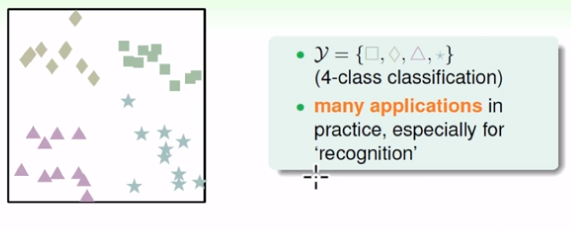 • 𝒴 = {□, ◇, △, ⋆}
(4-class classification)
• many applications in
practice, especially for
‘recognition’